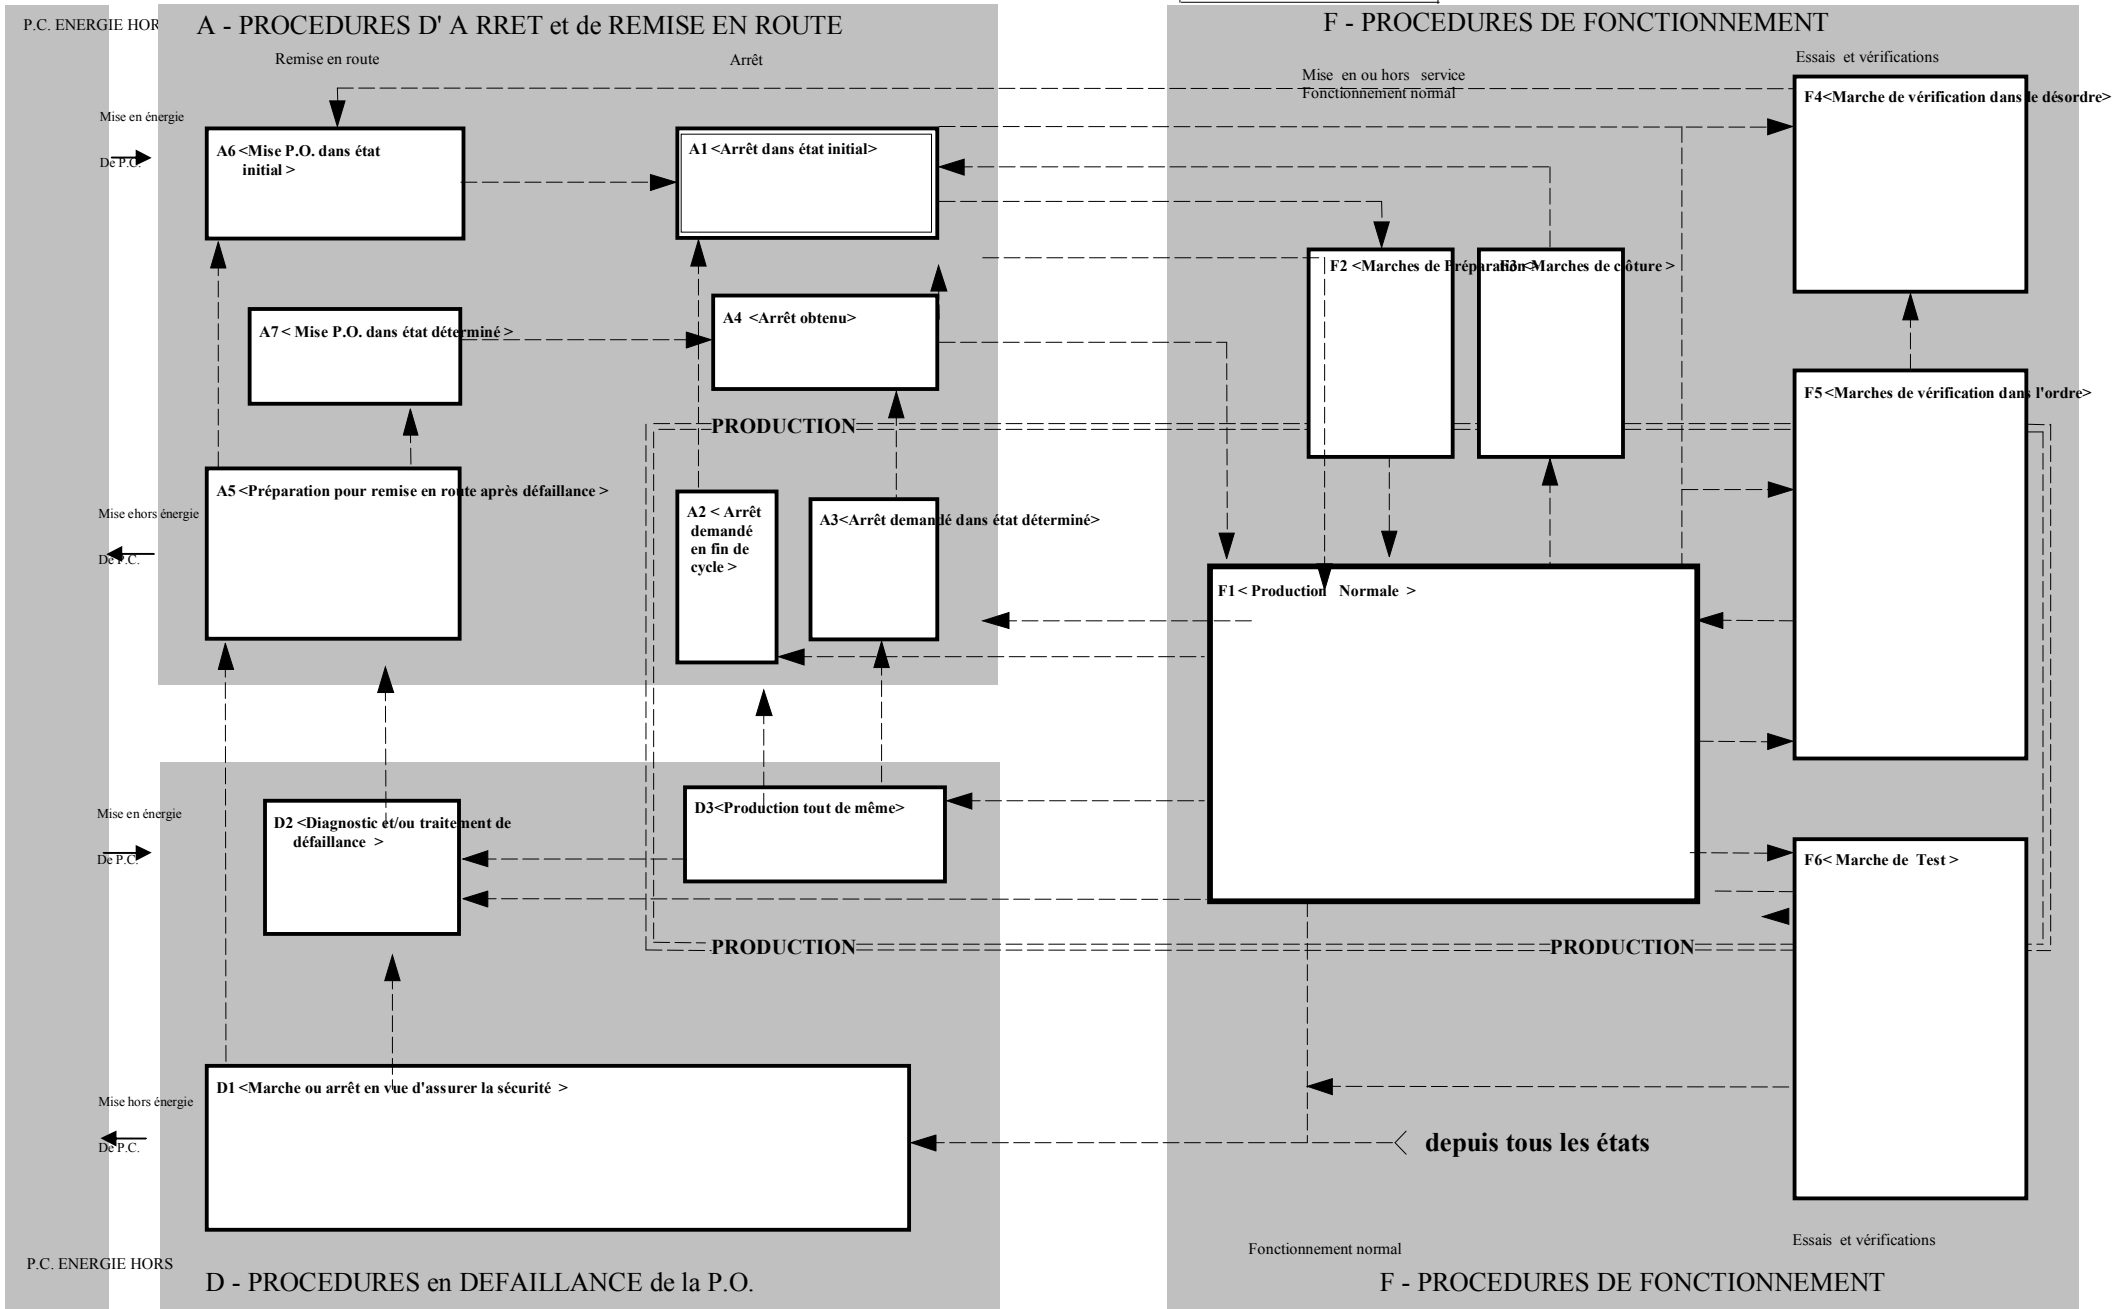 P.C. ENERGIE HOR
A - PROCEDURES D' A RRET et de REMISE EN ROUTE
F - PROCEDURES DE FONCTIONNEMENT
Remise en route
Arrêt
Mise en ou hors service
Fonctionnement normal
Essais et vérifications
Mise en énergie
De P.C.
A6 <Mise P.O. dans état
initial >
A1 <Arrêt dans état initial>
F4<Marche de vérification dans le désordre>
F2 <Marches de Préparation>
F3 <Marches de clôture >
A7 < Mise P.O. dans état déterminé >
A4 <Arrêt obtenu>
F5 <Marches de vérification dans l'ordre>
PRODUCTION
A5 <Préparation pour remise en route après défaillance >
A2 < Arrêt
demandé
en fin de
cycle >
A3<Arrêt demandé dans état déterminé>
Mise ehors énergie
De P.C.
F1 < Production Normale >
Mise en énergie
De P.C.
D2 <Diagnostic et/ou traitement de
défaillance >
D3<Production tout de même>
F6< Marche de Test >
PRODUCTION
PRODUCTION
D1 <Marche ou arrêt en vue d'assurer la sécurité >
Mise hors énergie
De P.C.
depuis tous les états
Fonctionnement normal
Essais et vérifications
P.C. ENERGIE HORS
D - PROCEDURES en DEFAILLANCE de la P.O.
F - PROCEDURES DE FONCTIONNEMENT